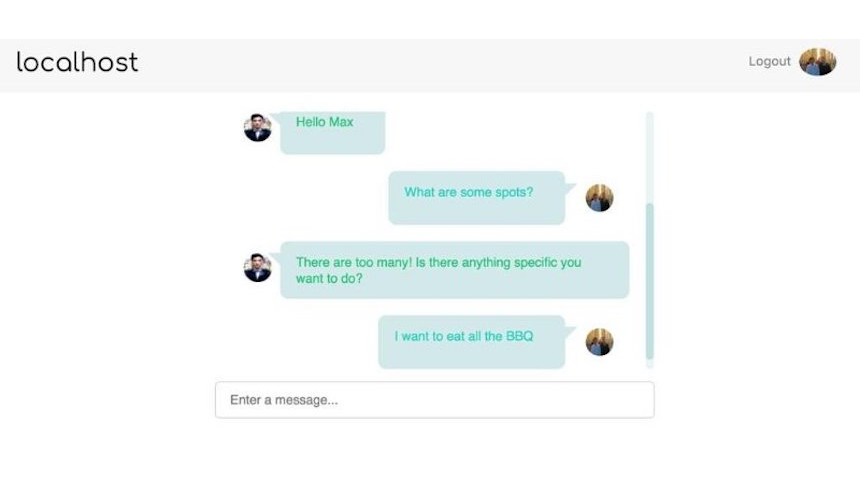 localhost
Logout
Hello Max
What are some spots?
There are too many! Is there anything specific you
want to do?
I want to eat all the BBQ
Enter a message...